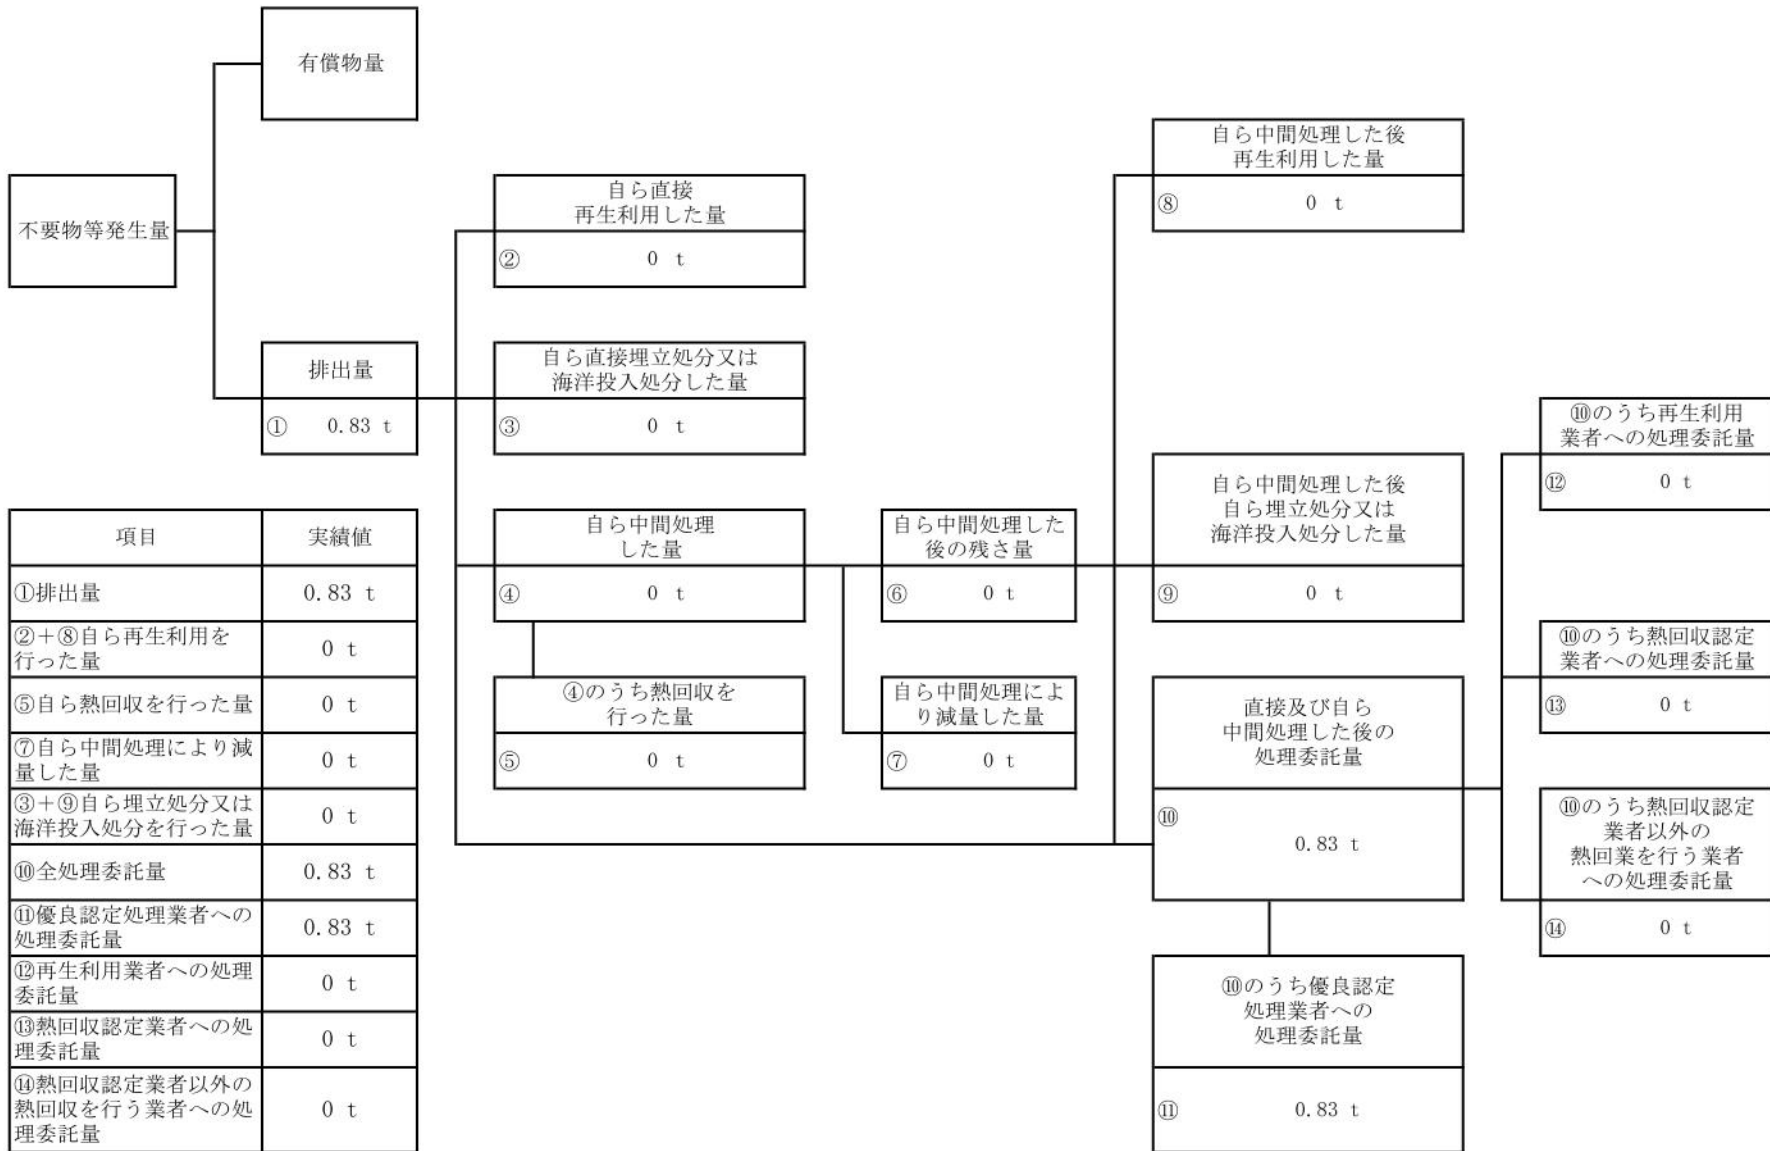 有償物量
不要物等発生量
排出量
① 0.83 t
自ら直接
再生利用した量
② 0 t
自ら直接埋立処分又は
海洋投入処分した量
③ 0 t
自ら中間処理
した量
④ 0 t
④のうち熱回収を
行った量
⑤ 0 t
自ら中間処理した
後の残さ量
⑥ 0 t
自ら中間処理によ
り減量した量
⑦ 0 t
自ら中間処理した後
再生利用した量
⑧ 0 t
自ら中間処理した後
自ら埋立処分又は
海洋投入処分した量
⑨ 0 t
直接及び自ら
中間処理した後の
処理委託量
⑩
0.83 t
⑩のうち優良認定
処理業者への
処理委託量
⑪ 0.83 t
⑩のうち再生利用
業者への処理委託量
⑫ 0 t
⑩のうち熱回収認定
業者への処理委託量
⑬ 0 t
⑩のうち熱回収認定
業者以外の
熱回業を行う業者
への処理委託量
⑭ 0 t
項目 実績値
①排出量 0.83 t
②＋⑧自ら再生利用を
行った量 0 t
⑤自ら熱回収を行った量 0 t
⑦自ら中間処理により減
量した量 0 t
③＋⑨自ら埋立処分又は
海洋投入処分を行った量 0 t
⑩全処理委託量 0.83 t
⑪優良認定処理業者への
処理委託量 0.83 t
⑫再生利用業者への処理
委託量 0 t
⑬熱回収認定業者への処
理委託量 0 t
⑭熱回収認定業者以外の
熱回収を行う業者への処
理委託量 0 t